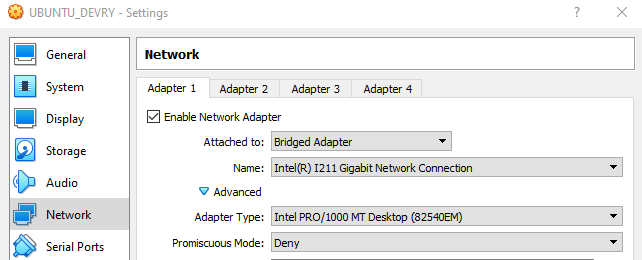 UBUNTU_DEVRY - Settings ? ×
General
System
Display
Storage
Audio
Network
Serial Ports
Network
Adapter 1 Adapter 2 Adapter 3 Adapter 4
Enable Network Adapter
Attached to: Bridged Adapter
Name: Intel(R) I211 Gigabit Network Connection
Advanced
Adapter Type: Intel PRO/1000 MT Desktop (82540EM)
Promiscuous Mode: Deny